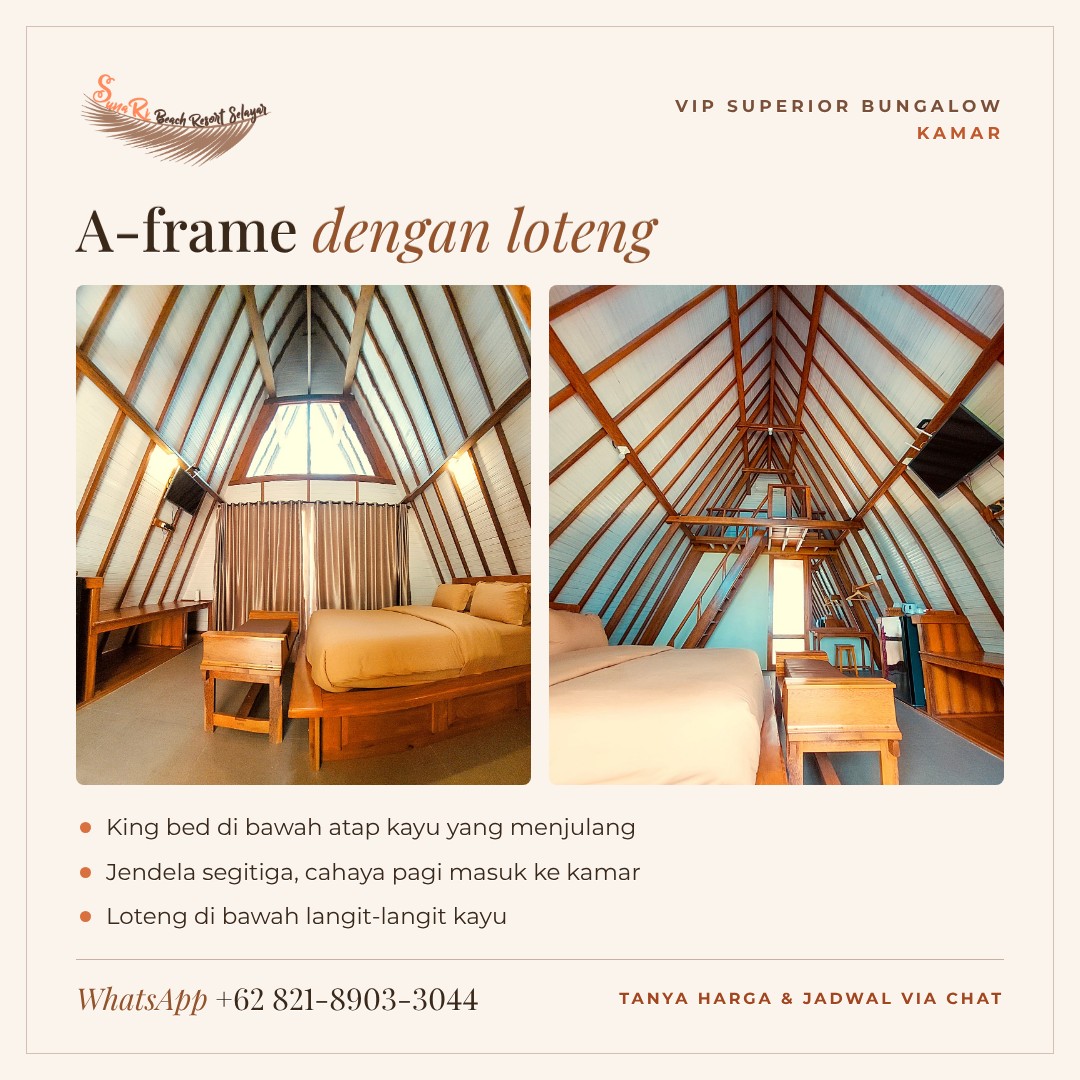 SunaRi Beach Resort Selayar
VIP SUPERIOR BUNGALOW
KAMAR
A-frame dengan loteng
King bed di bawah atap kayu yang menjulang
Jendela segitiga, cahaya pagi masuk ke kamar
Loteng di bawah langit-langit kayu
WhatsApp +62 821-8903-3044
TANYA HARGA & JADWAL VIA CHAT